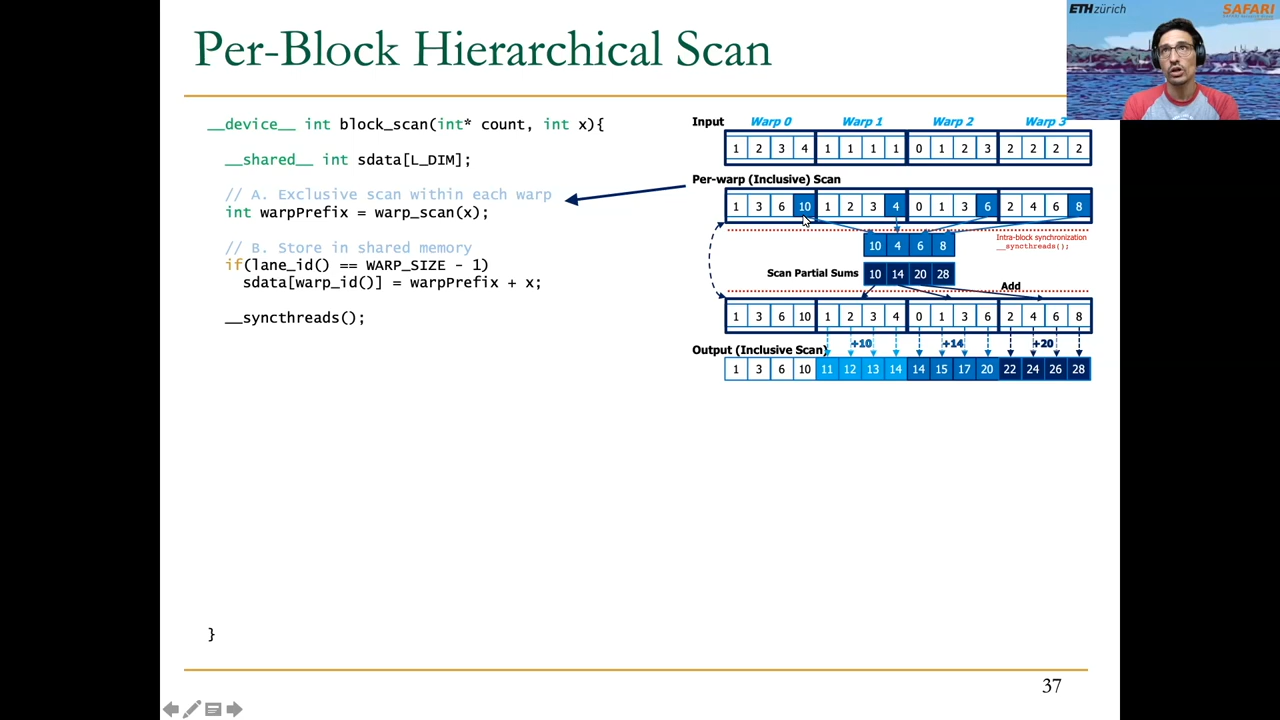 Per-Block Hierarchical Scan
ETHzürich
SAFARI
__device__ int block_scan(int* count, int x){
__shared__ int sdata[L_DIM];
// A. Exclusive scan within each warp
int warpPrefix = warp_scan(x);
// B. Store in shared memory
if(lane_id() == WARP_SIZE - 1)
sdata[warp_id()] = warpPrefix + x;
__syncthreads();
}
Input Warp 0 Warp 1 Warp 2 Warp 3
1 2 3 4 1 1 1 1 0 1 2 3 2 2 2 2
Per-warp (Inclusive) Scan
1 3 6 10 1 2 3 4 0 1 3 6 2 4 6 8
10 4 6 8
Intra-block synchronization
__syncthreads();
Scan Partial Sums 10 14 20 28
Add
1 3 6 10 1 2 3 4 0 1 3 6 2 4 6 8
+10 +14 +20
Output (Inclusive Scan)
1 3 6 10 11 12 13 14 14 15 17 20 22 24 26 28
37